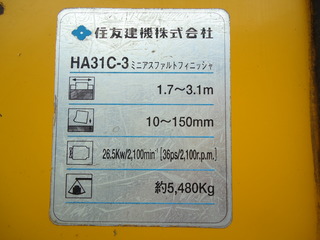 住友建機株式会社
HA31C-3 ミニアスファルトフィニッシャ
1.7～3.1m
10～150mm
26.5Kw/2,100min⁻¹ [36ps/2,100r.p.m.]
約5,480Kg